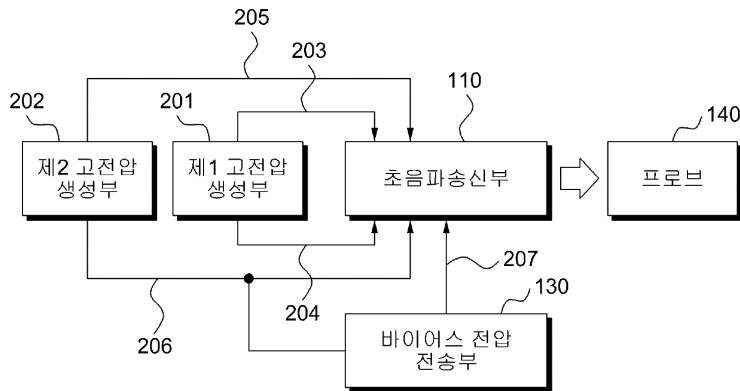 205
203
202
201
110
140
제2 고전압
생성부
제1 고전압
생성부
초음파송신부
프로브
207
206
204
130
바이어스 전압
전송부